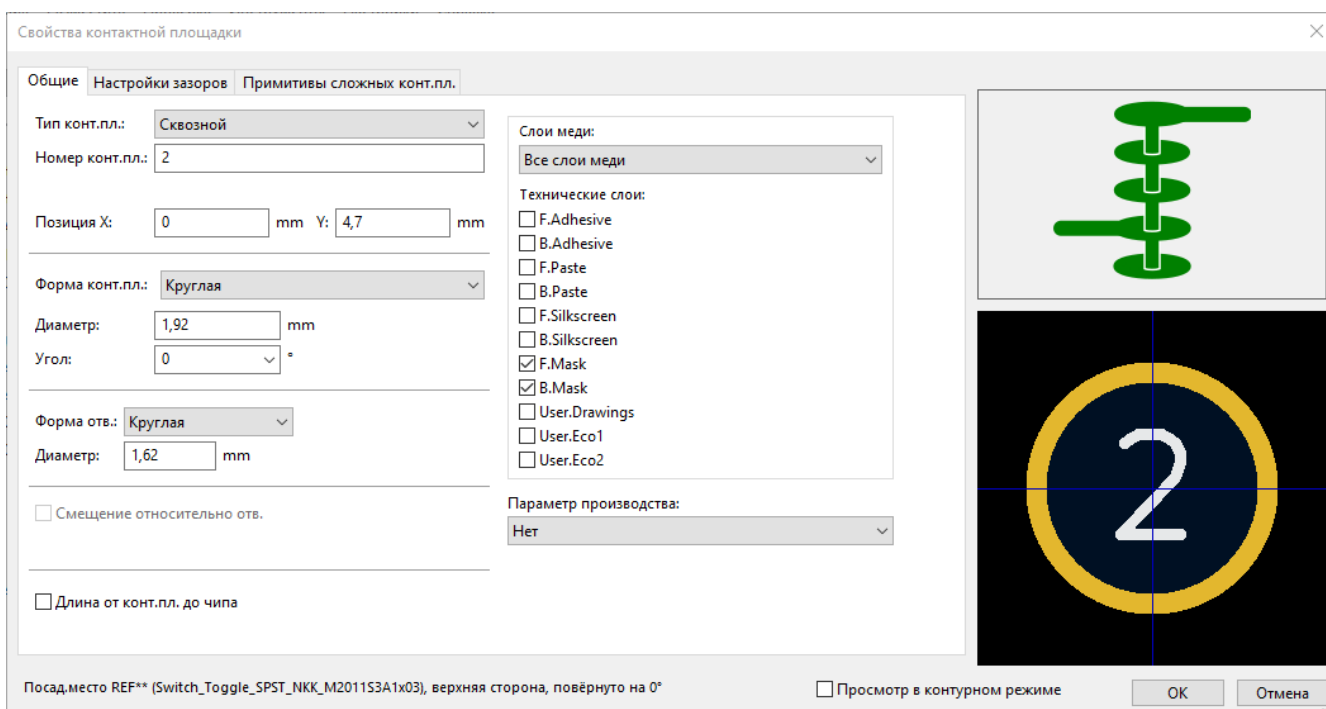 Свойства контактной площадки
Общие Настройки зазоров Примитивы сложных конт.пл.
Тип конт.пл.: Сквозной
Номер конт.пл.: 2
Позиция X: 0 mm Y: 4,7 mm
Форма конт.пл.: Круглая
Диаметр: 1,92 mm
Угол: 0 °
Форма отв.: Круглая
Диаметр: 1,62 mm
Смещение относительно отв.
Длина от конт.пл. до чипа
Слои меди:
Все слои меди
Технические слои:
F.Adhesive
B.Adhesive
F.Paste
B.Paste
F.Silkscreen
B.Silkscreen
F.Mask
B.Mask
User.Drawings
User.Eco1
User.Eco2
Параметр производства:
Нет
2
Посад.место REF** (Switch_Toggle_SPST_NKK_M2011S3A1x03), верхняя сторона, повёрнуто на 0°
Просмотр в контурном режиме
OK Отмена